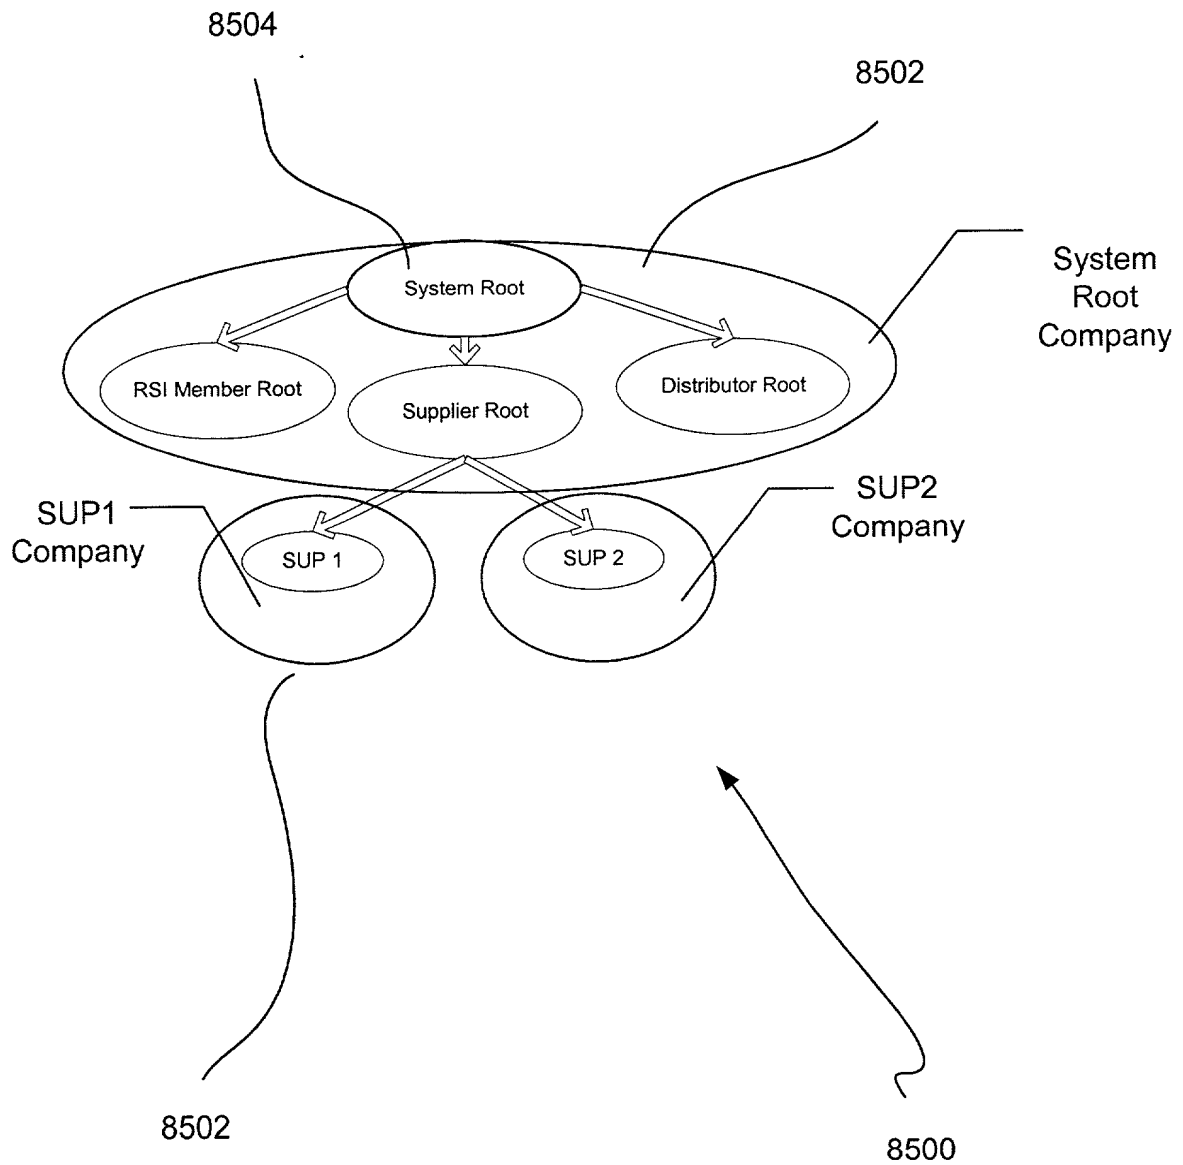 8504
8502
System Root
System
Root
Company
RSI Member Root
Supplier Root
Distributor Root
SUP1
Company
SUP2
Company
SUP 1
SUP 2
8502
8500